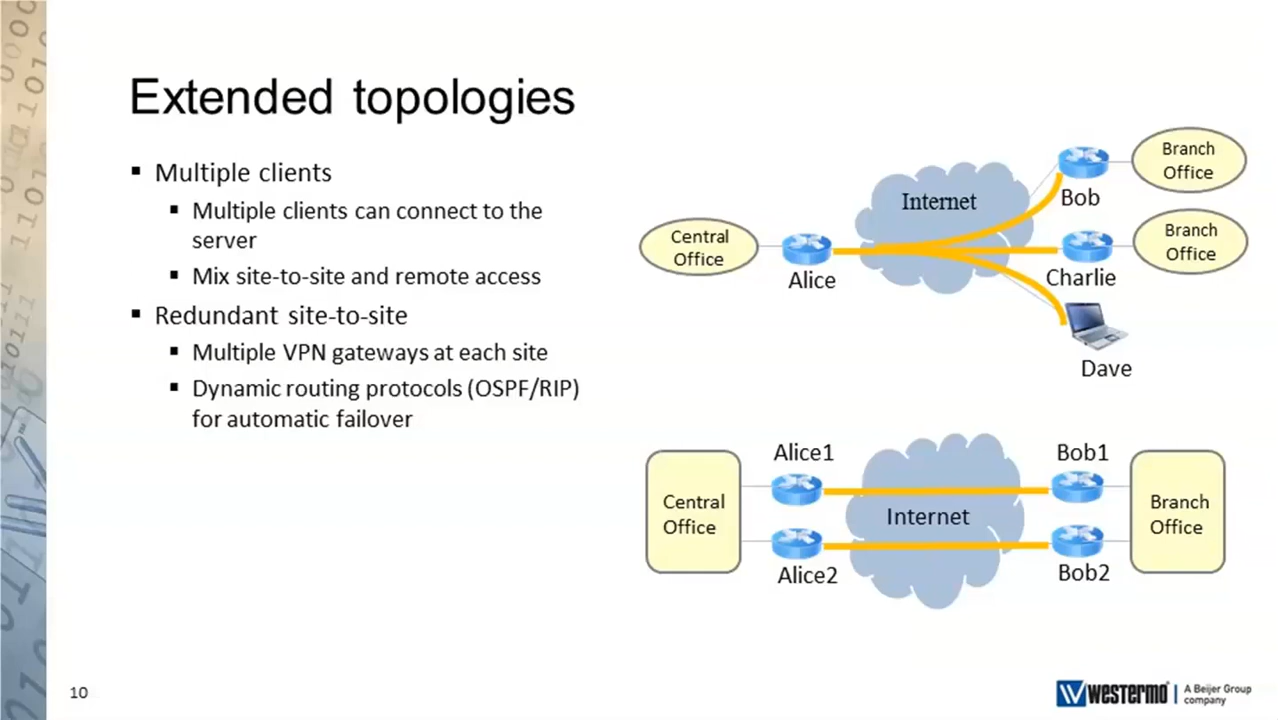 Extended topologies
▪ Multiple clients
▪ Multiple clients can connect to the
server
▪ Mix site-to-site and remote access
▪ Redundant site-to-site
▪ Multiple VPN gateways at each site
▪ Dynamic routing protocols (OSPF/RIP)
for automatic failover
Central
Office
Alice
Internet
Bob
Branch
Office
Charlie
Branch
Office
Dave
Central
Office
Alice1
Alice2
Internet
Bob1
Bob2
Branch
Office
10
westermo
A Beijer Group
company